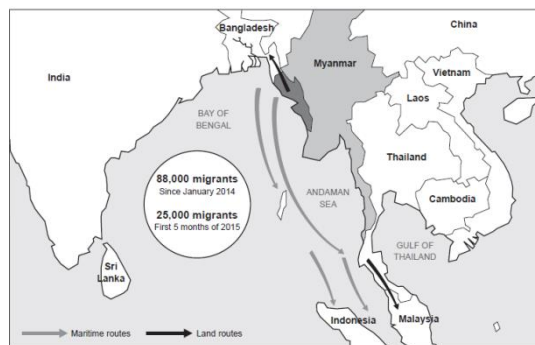 China
Bangladesh
India
Myanmar
Vietnam
Laos
BAY OF
BENGAL
88,000 migrants
Since January 2014
25,000 migrants
First 5 months of 2015
Thailand
ANDAMAN
SEA
Cambodia
GULF OF
THAILAND
Sri
Lanka
Indonesia
Malaysia
Maritime routes
Land routes